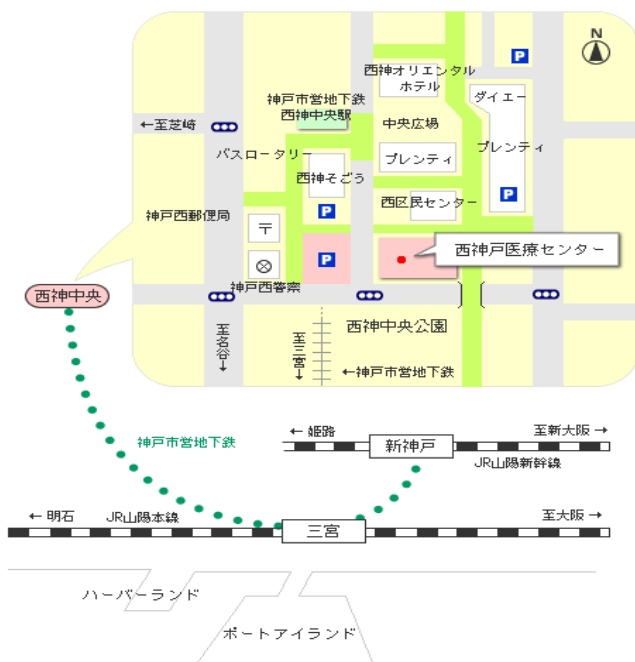 N
西神オリエンタル
ホテル
P
ダイエー
神戸市営地下鉄
西神中央駅
←至芝崎
中央広場
バスロータリー
プレンティ
プレンティ
西神そごう
P
西区民センター
神戸西郵便局
P
〒
西神戸医療センター
P
神戸西警察
西神中央
至名谷→
至三宮→
西神中央公園
←神戸市営地下鉄
神戸市営地下鉄
← 姫路
新神戸
至新大阪 →
JR山陽新幹線
← 明石
JR山陽本線
三宮
至大阪 →
ハーバーランド
ポートアイランド